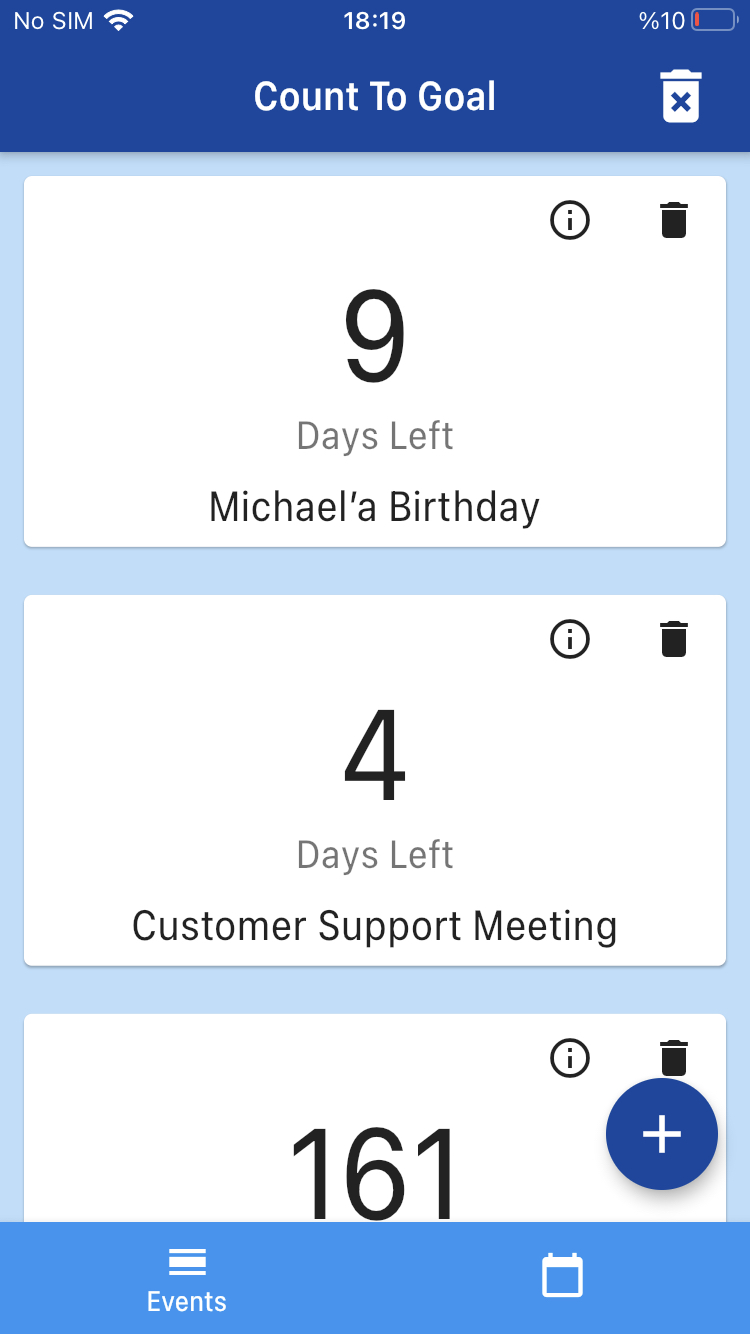 No SIM 18:19 %10
Count To Goal
9
Days Left
Michael’a Birthday
4
Days Left
Customer Support Meeting
161
Events